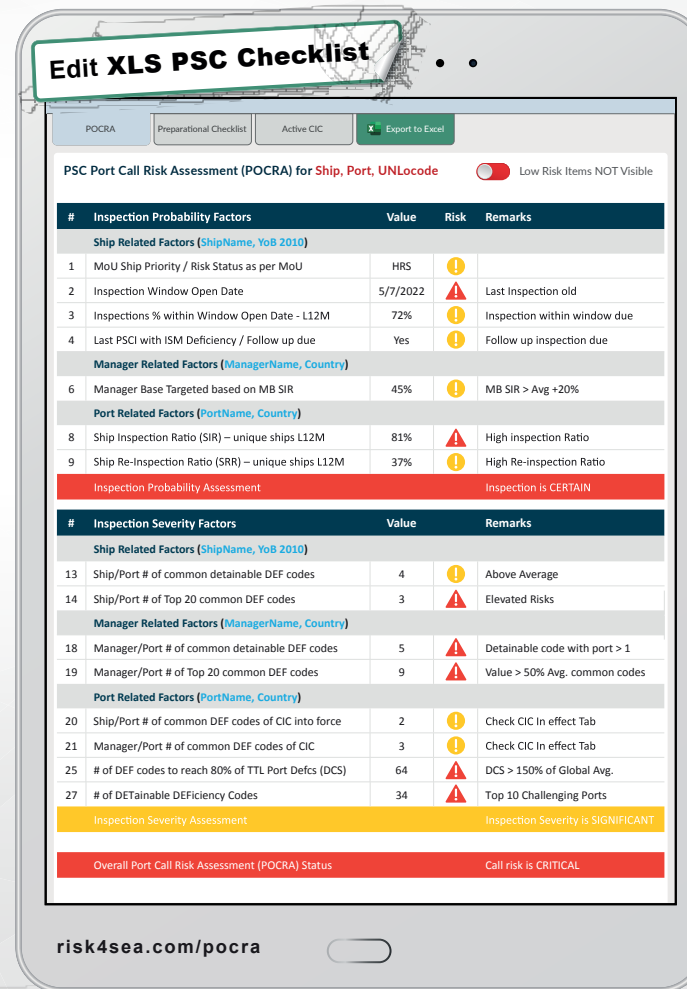 Edit XLS PSC Checklist
POCRA Preparational Checklist Active CIC Export to Excel
PSC Port Call Risk Assessment (POCRA) for Ship, Port, UNLocode Low Risk Items NOT Visible
# Inspection Probability Factors Value Risk Remarks
Ship Related Factors (ShipName, YoB 2010)
1 MoU Ship Priority / Risk Status as per MoU HRS
2 Inspection Window Open Date 5/7/2022 Last Inspection old
3 Inspections % within Window Open Date - L12M 72% Inspection within window due
4 Last PSCI with ISM Deficiency / Follow up due Yes Follow up inspection due
Manager Related Factors (ManagerName, Country)
6 Manager Base Targeted based on MB SIR 45% MB SIR > Avg +20%
Port Related Factors (PortName, Country)
8 Ship Inspection Ratio (SIR) – unique ships L12M 81% High inspection Ratio
9 Ship Re-Inspection Ratio (SRR) – unique ships L12M 37% High Re-inspection Ratio
Inspection Probability Assessment Inspection is CERTAIN
# Inspection Severity Factors Value Remarks
Ship Related Factors (ShipName, YoB 2010)
13 Ship/Port # of common detainable DEF codes 4 Above Average
14 Ship/Port # of Top 20 common DEF codes 3 Elevated Risks
Manager Related Factors (ManagerName, Country)
18 Manager/Port # of common detainable DEF codes 5 Detainable code with port > 1
19 Manager/Port # of Top 20 common DEF codes 9 Value > 50% Avg. common codes
Port Related Factors (PortName, Country)
20 Ship/Port # of common DEF codes of CIC into force 2 Check CIC In effect Tab
21 Manager/Port # of common DEF codes of CIC 3 Check CIC In effect Tab
25 # of DEF codes to reach 80% of TTL Port Defcs (DCS) 64 DCS > 150% of Global Avg.
27 # of DETainable DEFiciency Codes 34 Top 10 Challenging Ports
Inspection Severity Assessment Inspection Severity is SIGNIFICANT
Overall Port Call Risk Assessment (POCRA) Status Call risk is CRITICAL
risk4sea.com/pocra